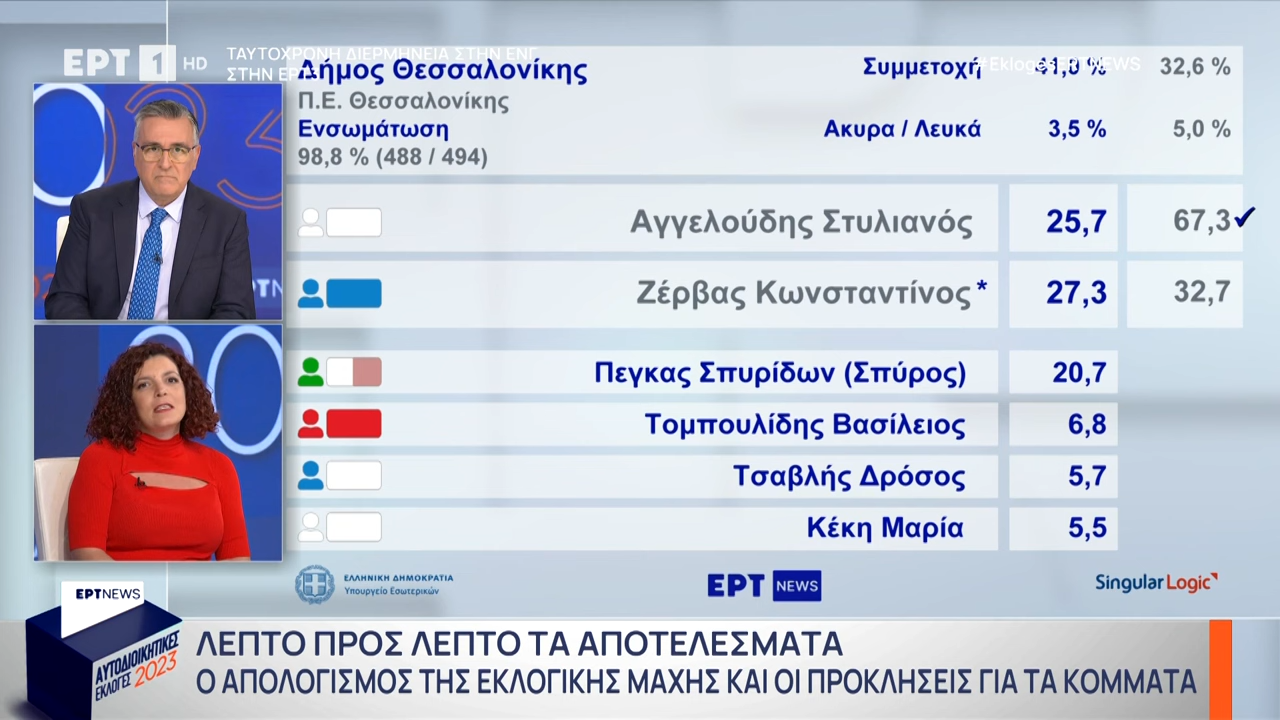 ΕΡΤ 1 HD
ΤΑΥΤΟΧΡΟΝΗ ΔΙΕΡΜΗΝΕΙΑ ΣΤΗΝ ΕΝΓ
ΣΤΗΝ ΕΡΤ3
Δήμος Θεσσαλονίκης
Π.Ε. Θεσσαλονίκης
Ενσωμάτωση
98,8 % (488 / 494)
Συμμετοχή 32,6 %
#EklogesERTNEWS
Ακυρα / Λευκά 3,5 % 5,0 %
Αγγελούδης Στυλιανός 25,7 67,3 ✓
Ζέρβας Κωνσταντίνος * 27,3 32,7
Πεγκας Σπυρίδων (Σπύρος) 20,7
Τομπουλίδης Βασίλειος 6,8
Τσαβλής Δρόσος 5,7
Κέκη Μαρία 5,5
ΕΛΛΗΝΙΚΗ ΔΗΜΟΚΡΑΤΙΑ
Υπουργείο Εσωτερικών
ΕΡΤ NEWS
SingularLogic
ΕΡΤNEWS
ΑΥΤΟΔΙΟΙΚΗΤΙΚΕΣ
ΕΚΛΟΓΕΣ 2023
ΛΕΠΤΟ ΠΡΟΣ ΛΕΠΤΟ ΤΑ ΑΠΟΤΕΛΕΣΜΑΤΑ
Ο ΑΠΟΛΟΓΙΣΜΟΣ ΤΗΣ ΕΚΛΟΓΙΚΗΣ ΜΑΧΗΣ ΚΑΙ ΟΙ ΠΡΟΚΛΗΣΕΙΣ ΓΙΑ ΤΑ ΚΟΜΜΑΤΑ